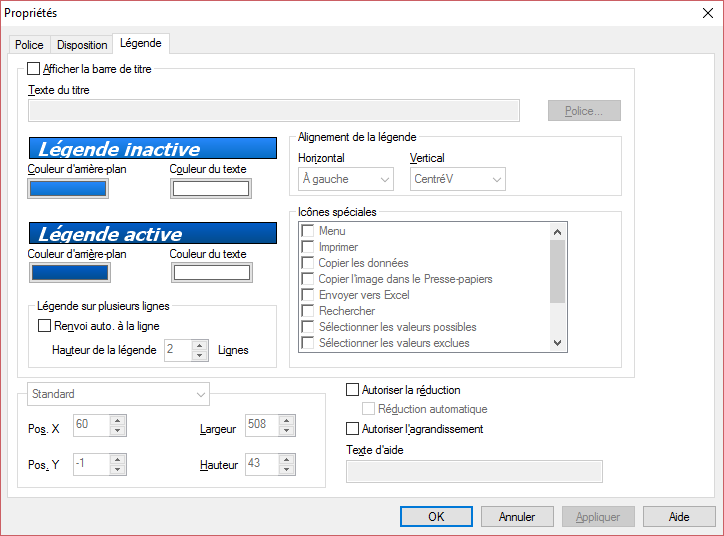 Propriétés
Police Disposition Légende
Afficher la barre de titre
Texte du titre
Police...
Légende inactive
Couleur d'arrière-plan Couleur du texte
Légende active
Couleur d'arrière-plan Couleur du texte
Légende sur plusieurs lignes
Renvoi auto. à la ligne
Hauteur de la légende 2 Lignes
Alignement de la légende
Horizontal Vertical
À gauche CentréV
Icônes spéciales
Menu
Imprimer
Copier les données
Copier l'image dans le Presse-papiers
Envoyer vers Excel
Rechercher
Sélectionner les valeurs possibles
Sélectionner les valeurs exclues
Standard
Pos. X 60 Largeur 508
Pos. Y -1 Hauteur 43
Autoriser la réduction
Réduction automatique
Autoriser l'agrandissement
Texte d'aide
OK Annuler Appliquer Aide